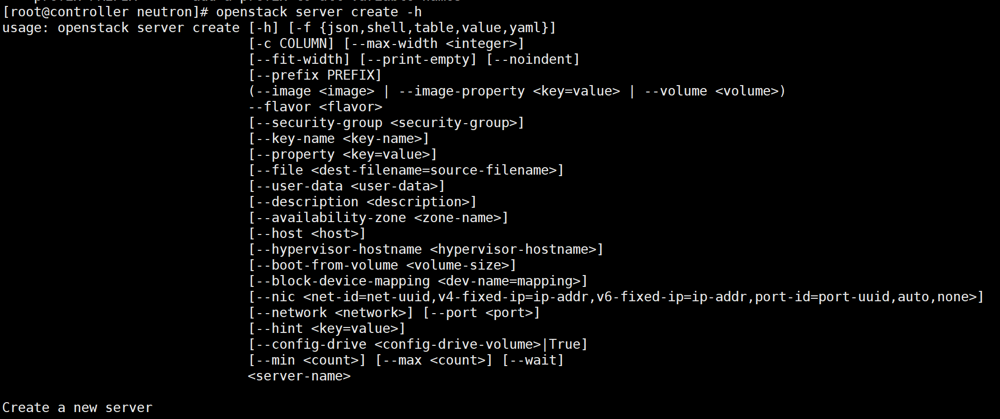 [root@controller neutron]# openstack server create -h
usage: openstack server create [-h] [-f {json,shell,table,value,yaml}]
[-c COLUMN] [--max-width <integer>]
[--fit-width] [--print-empty] [--noindent]
[--prefix PREFIX]
(--image <image> | --image-property <key=value> | --volume <volume>)
--flavor <flavor>
[--security-group <security-group>]
[--key-name <key-name>]
[--property <key=value>]
[--file <dest-filename=source-filename>]
[--user-data <user-data>]
[--description <description>]
[--availability-zone <zone-name>]
[--host <host>]
[--hypervisor-hostname <hypervisor-hostname>]
[--boot-from-volume <volume-size>]
[--block-device-mapping <dev-name=mapping>]
[--nic <net-id=net-uuid,v4-fixed-ip=ip-addr,v6-fixed-ip=ip-addr,port-id=port-uuid,auto,none>]
[--network <network>] [--port <port>]
[--hint <key=value>]
[--config-drive <config-drive-volume>|True]
[--min <count>] [--max <count>] [--wait]
<server-name>
Create a new server